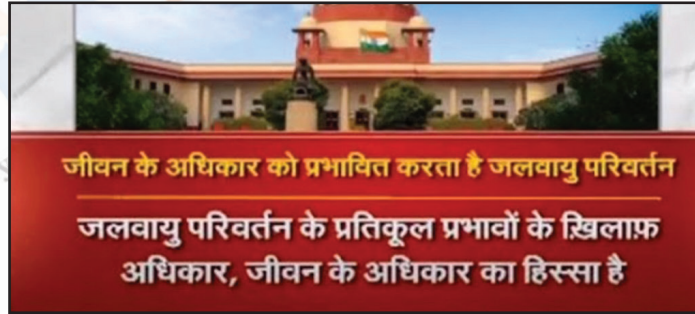 जीवन के अधिकार को प्रभावित करता है जलवायु परिवर्तन
जलवायु परिवर्तन के प्रतिकूल प्रभावों के ख़िलाफ़
अधिकार, जीवन के अधिकार का हिस्सा है